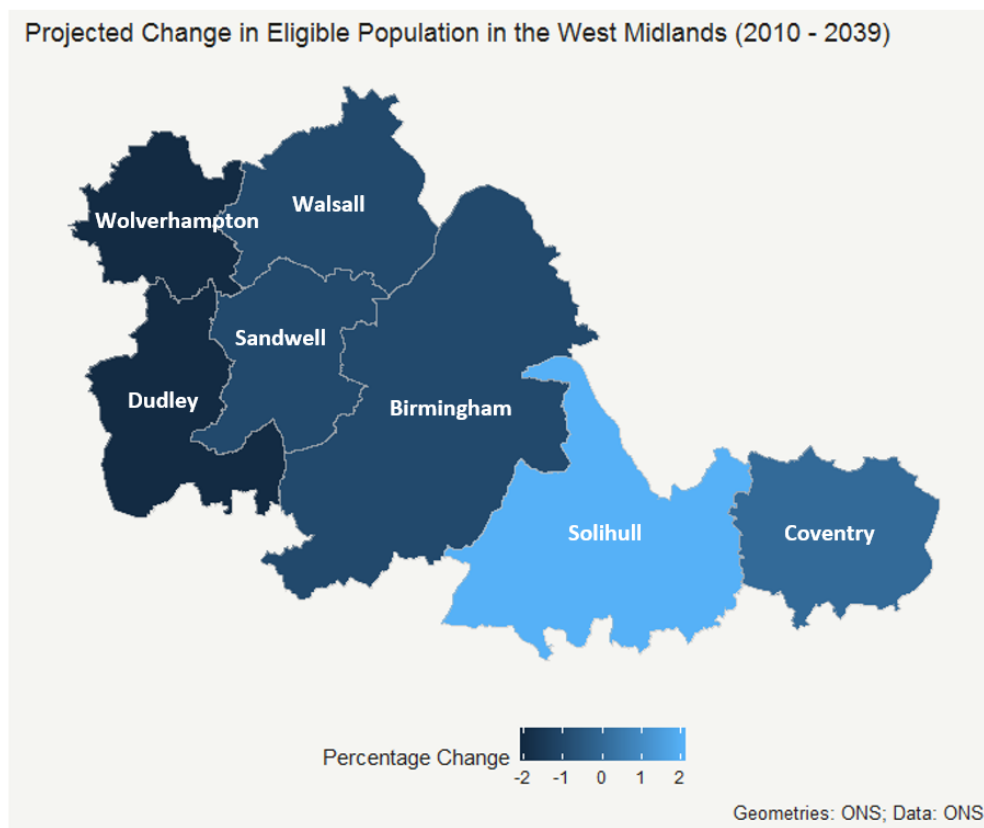 Projected Change in Eligible Population in the West Midlands (2010 - 2039)
Walsall
Wolverhampton
Sandwell
Dudley
Birmingham
Solihull
Coventry
Percentage Change
-2 -1 0 1 2
Geometries: ONS; Data: ONS